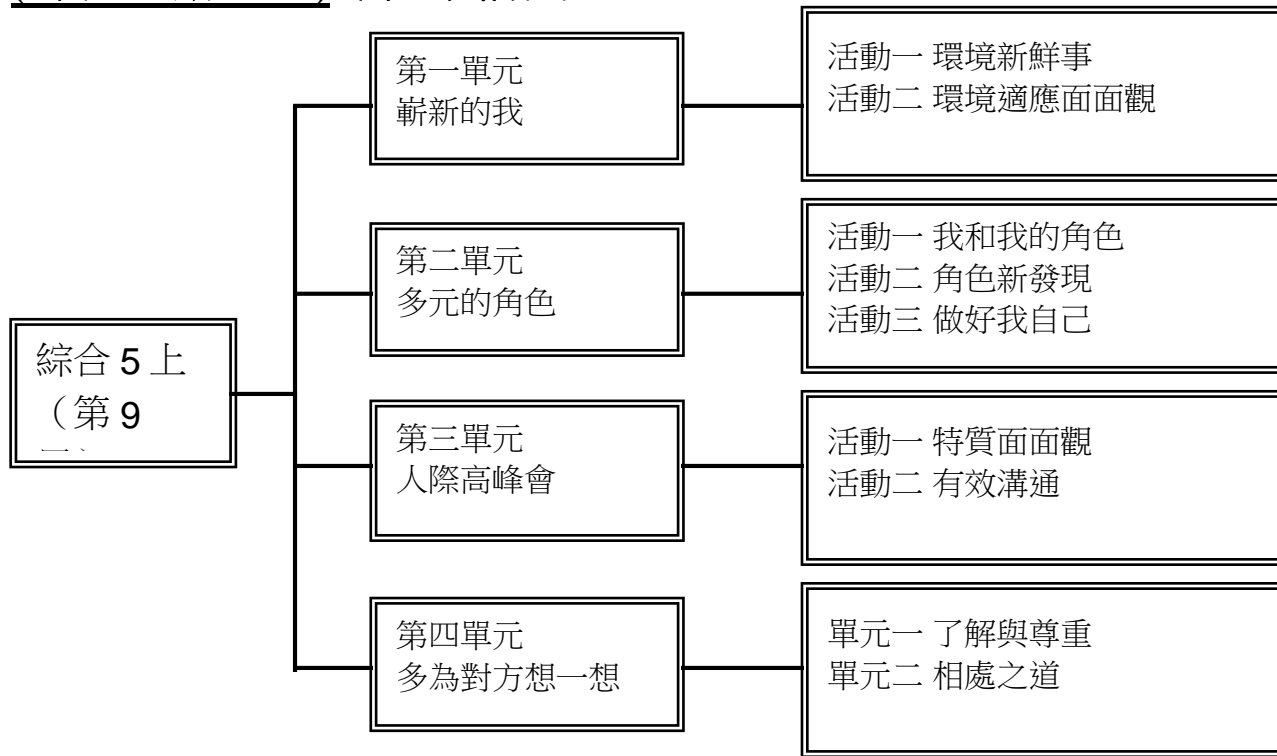 綜合 5 上
（第 9
第一單元
嶄新的我
活動一 環境新鮮事
活動二 環境適應面面觀
第二單元
多元的角色
活動一 我和我的角色
活動二 角色新發現
活動三 做好我自己
第三單元
人際高峰會
活動一 特質面面觀
活動二 有效溝通
第四單元
多為對方想一想
單元一 了解與尊重
單元二 相處之道